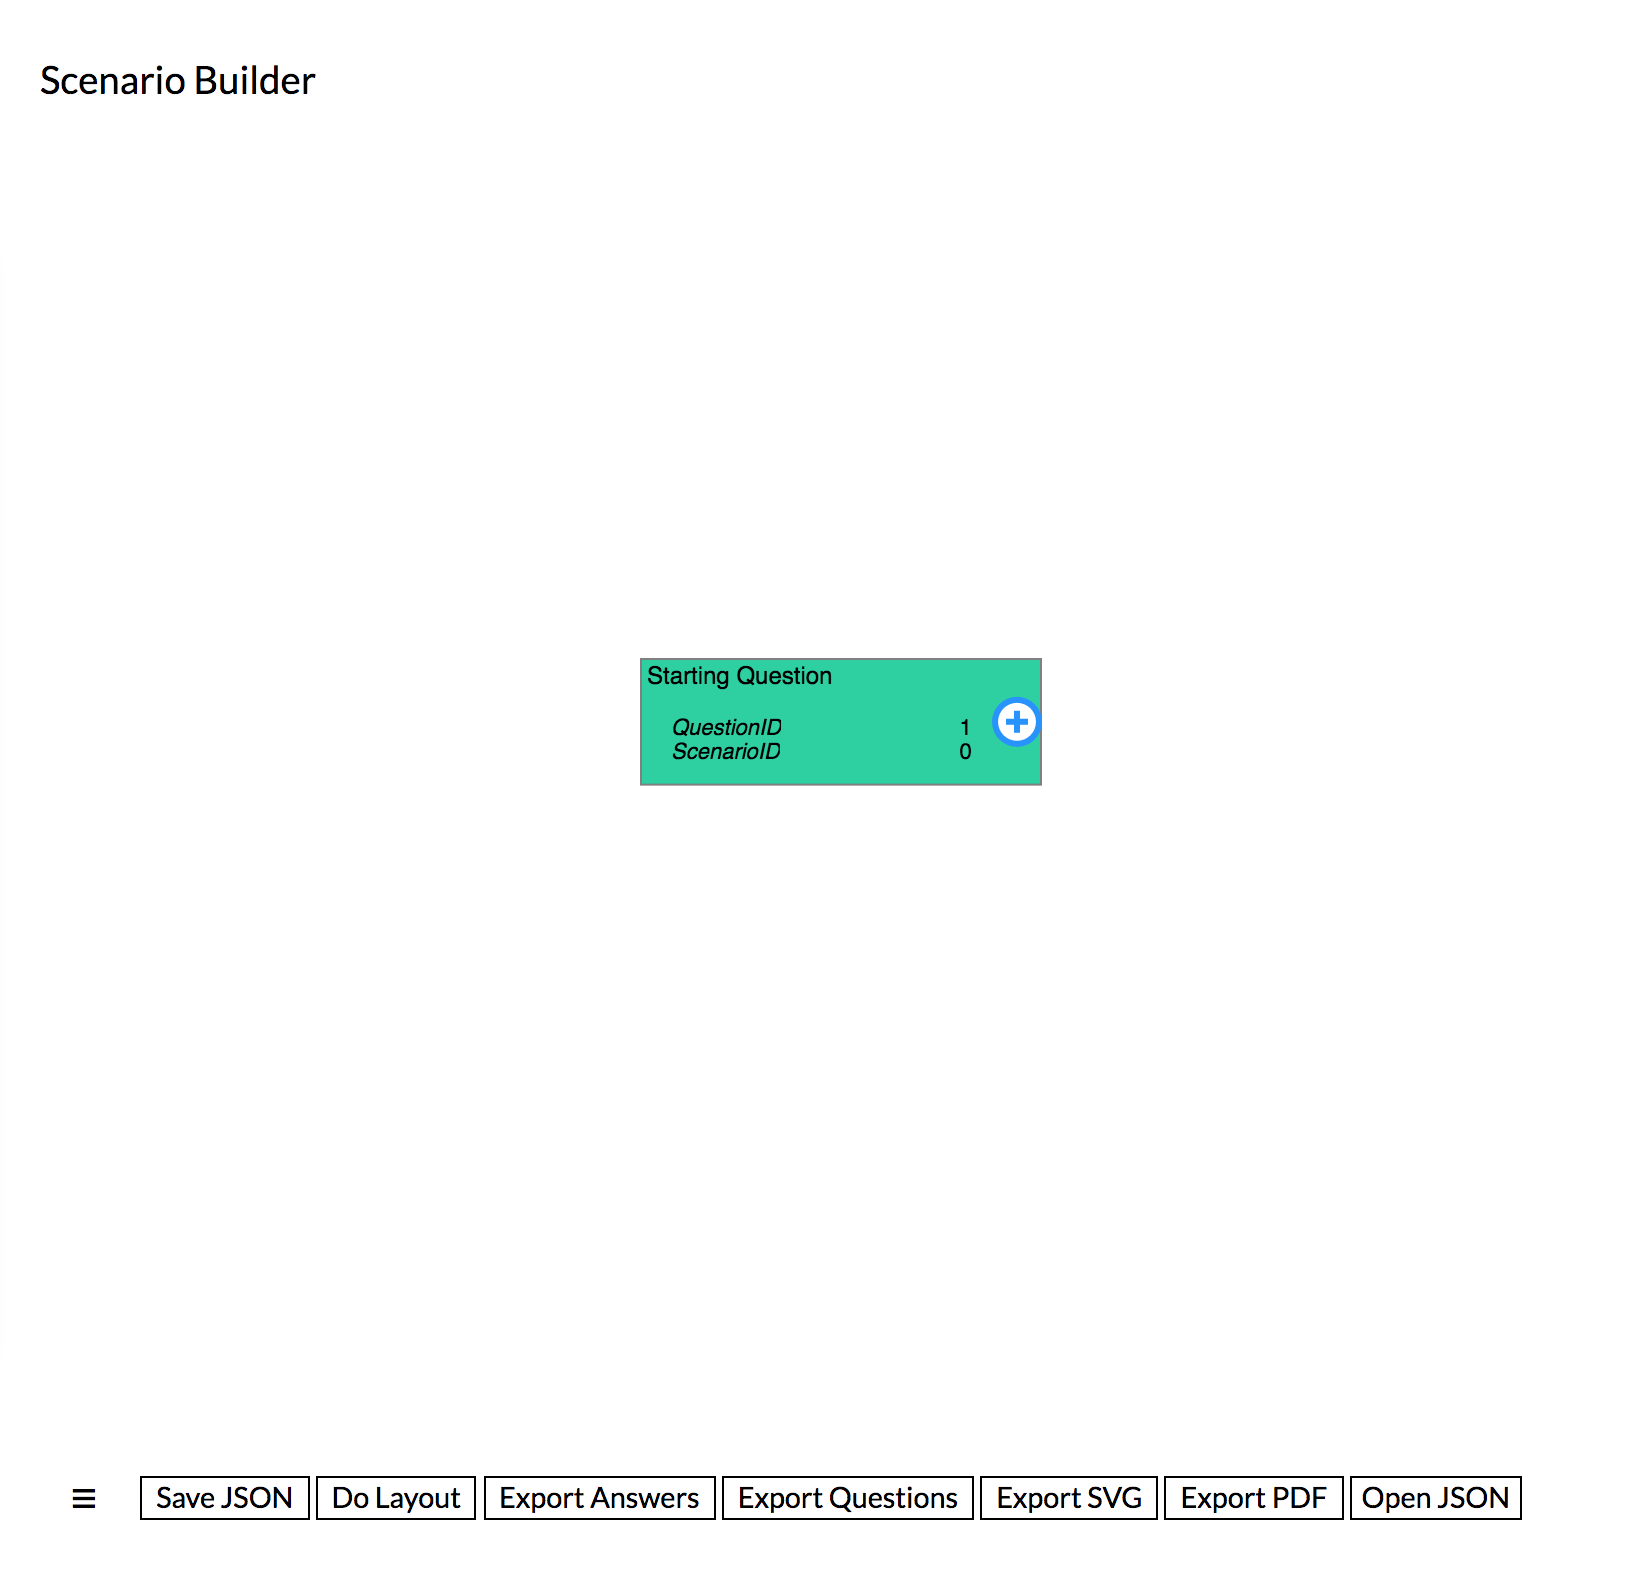 Scenario Builder
Starting Question
QuestionID 1
ScenarioID 0
Save JSON Do Layout Export Answers Export Questions Export SVG Export PDF Open JSON